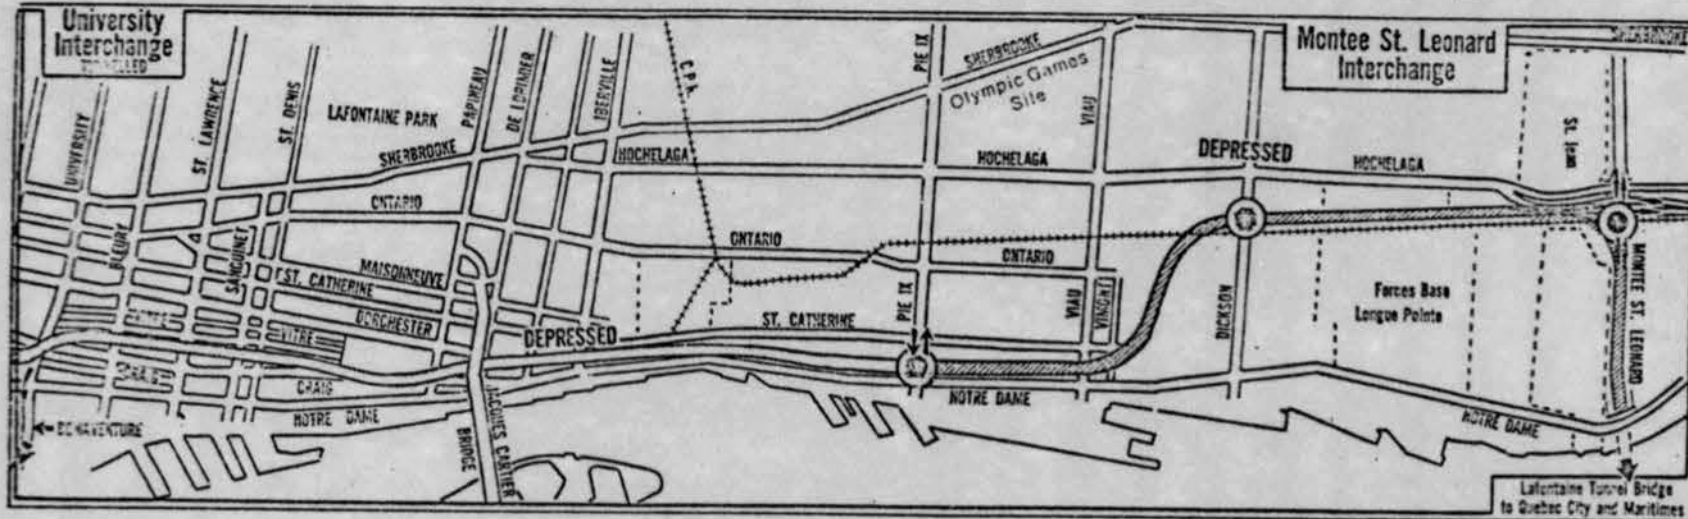 University
Interchange
TUNNELLED
Montee St. Leonard
Interchange
SHERBROOKE
UNIVERSITY
ST. LAWRENCE
ST. DENIS
LAFONTAINE PARK
PAPINEAU
DE LORIMIER
IBERVILLE
C.P.R.
PIE IX
SHERBROOKE
Olympic Games
Site
VIAU
St. Jean
SHERBROOKE
HOCHELAGA
HOCHELAGA
DEPRESSED
HOCHELAGA
ONTARIO
BLEURY
SANGUINET
MAISONNEUVE
ST. CATHERINE
DORCHESTER
VITRE
CRAIG
CRAIG
NOTRE DAME
BONAVENTURE
ONTARIO
ONTARIO
DEPRESSED
ST. CATHERINE
PIE IX
VIAU
VIMONT
DICKSON
Forces Base
Longue Pointe
MONTEE ST. LEONARD
NOTRE DAME
NOTRE DAME
JACQUES CARTIER
BRIDGE
Lafontaine Tunnel Bridge
to Quebec City and Maritimes